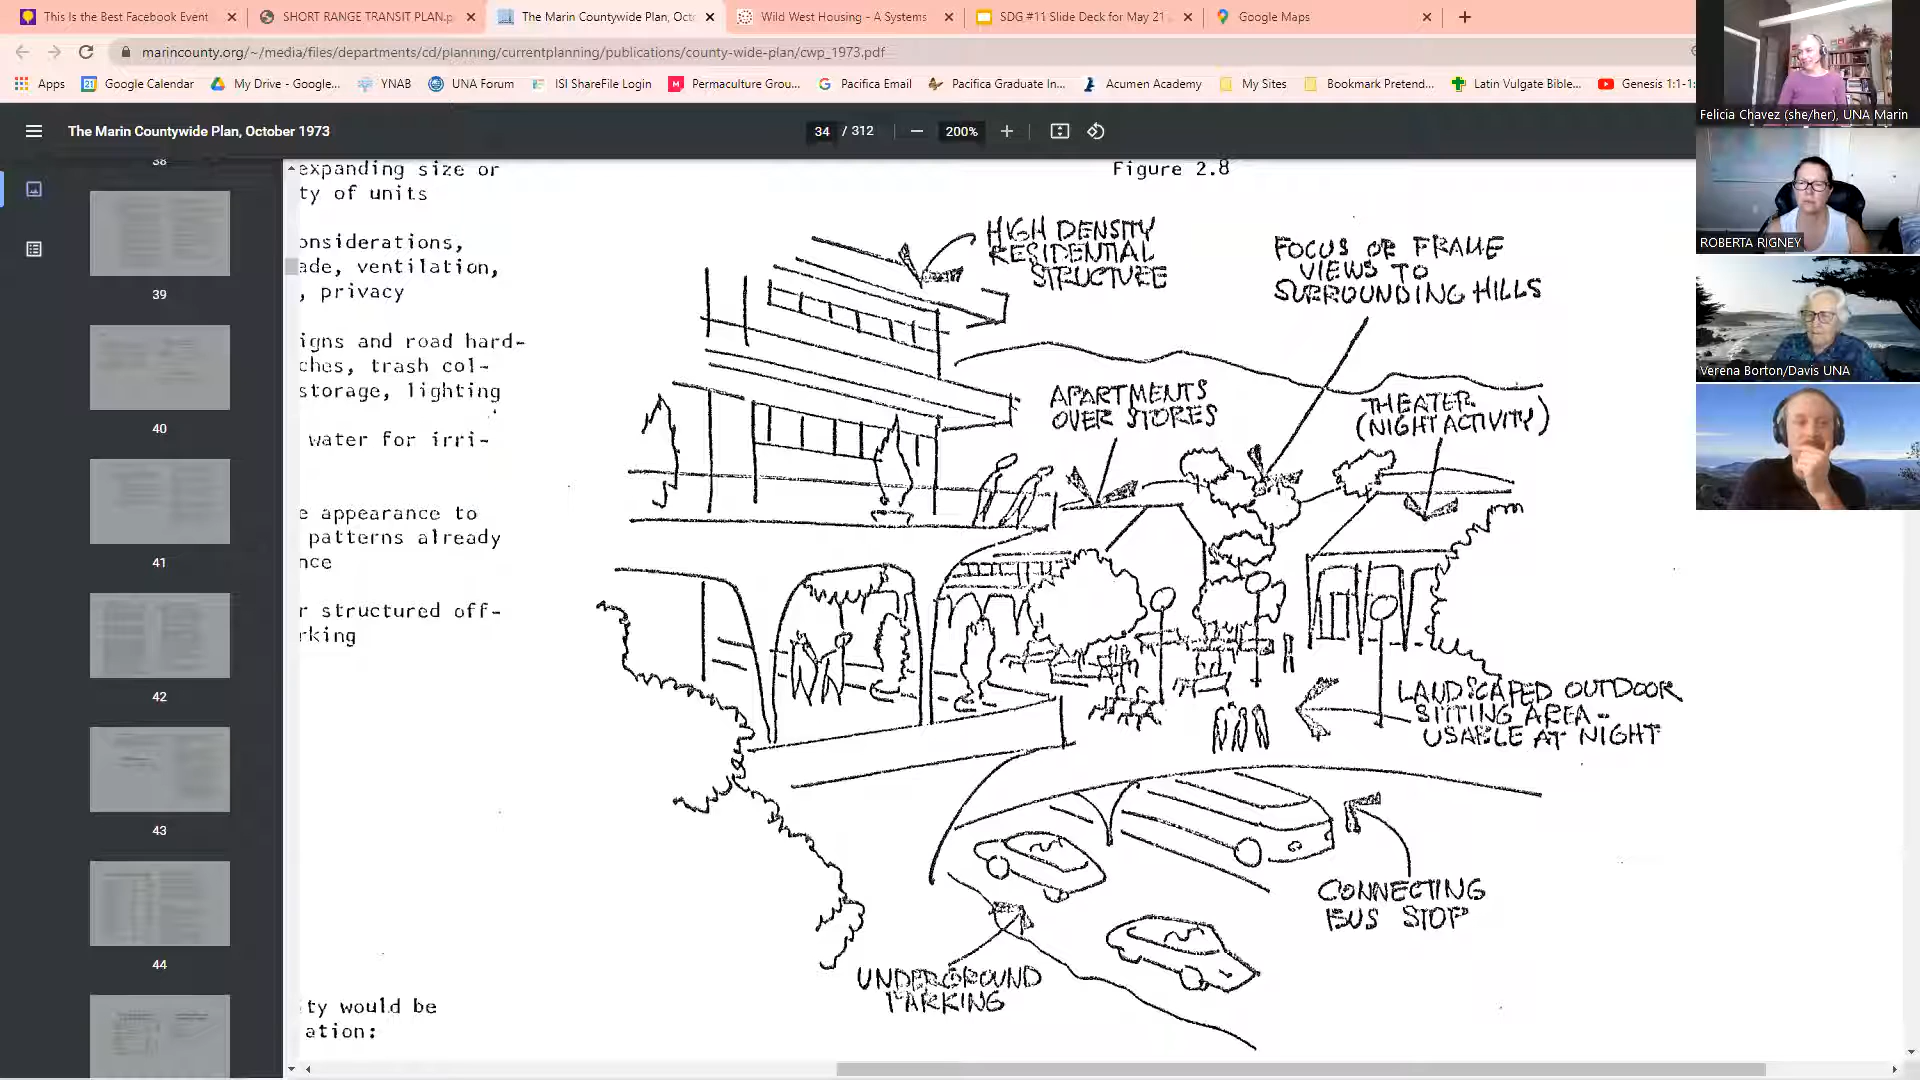 This Is the Best Facebook Event
SHORT RANGE TRANSIT PLAN.p
The Marin Countywide Plan, Octo
Wild West Housing - A Systems
SDG #11 Slide Deck for May 21
Google Maps
marincounty.org/~/media/files/departments/cd/planning/currentplanning/publications/county-wide-plan/cwp_1973.pdf
Apps
Google Calendar
My Drive - Google...
YNAB
UNA Forum
ISI ShareFile Login
Permaculture Grou...
Pacifica Email
Pacifica Graduate In...
Acumen Academy
My Sites
Bookmark Pretend...
Latin Vulgate Bible...
Genesis 1:1-1:
The Marin Countywide Plan, October 1973
34 / 312
200%
38
39
40
41
42
43
44
expanding size or
ty of units
onsiderations,
ade, ventilation,
, privacy
igns and road hard-
ches, trash col-
storage, lighting
water for irri-
e appearance to
patterns already
nce
r structured off-
rking
ty would be
ation:
Figure 2.8
HIGH DENSITY
RESIDENTIAL
STRUCTURE
FOCUS OF FRAME
VIEWS TO
SURROUNDING HILLS
APARTMENTS
OVER STORES
THEATER
(NIGHT ACTIVITY)
LANDSCAPED OUTDOOR
SITTING AREA -
USABLE AT NIGHT
CONNECTING
BUS STOP
UNDERGROUND
PARKING
Felicia Chavez (she/her), UNA Marin
ROBERTA RIGNEY
Verena Borton/Davis UNA